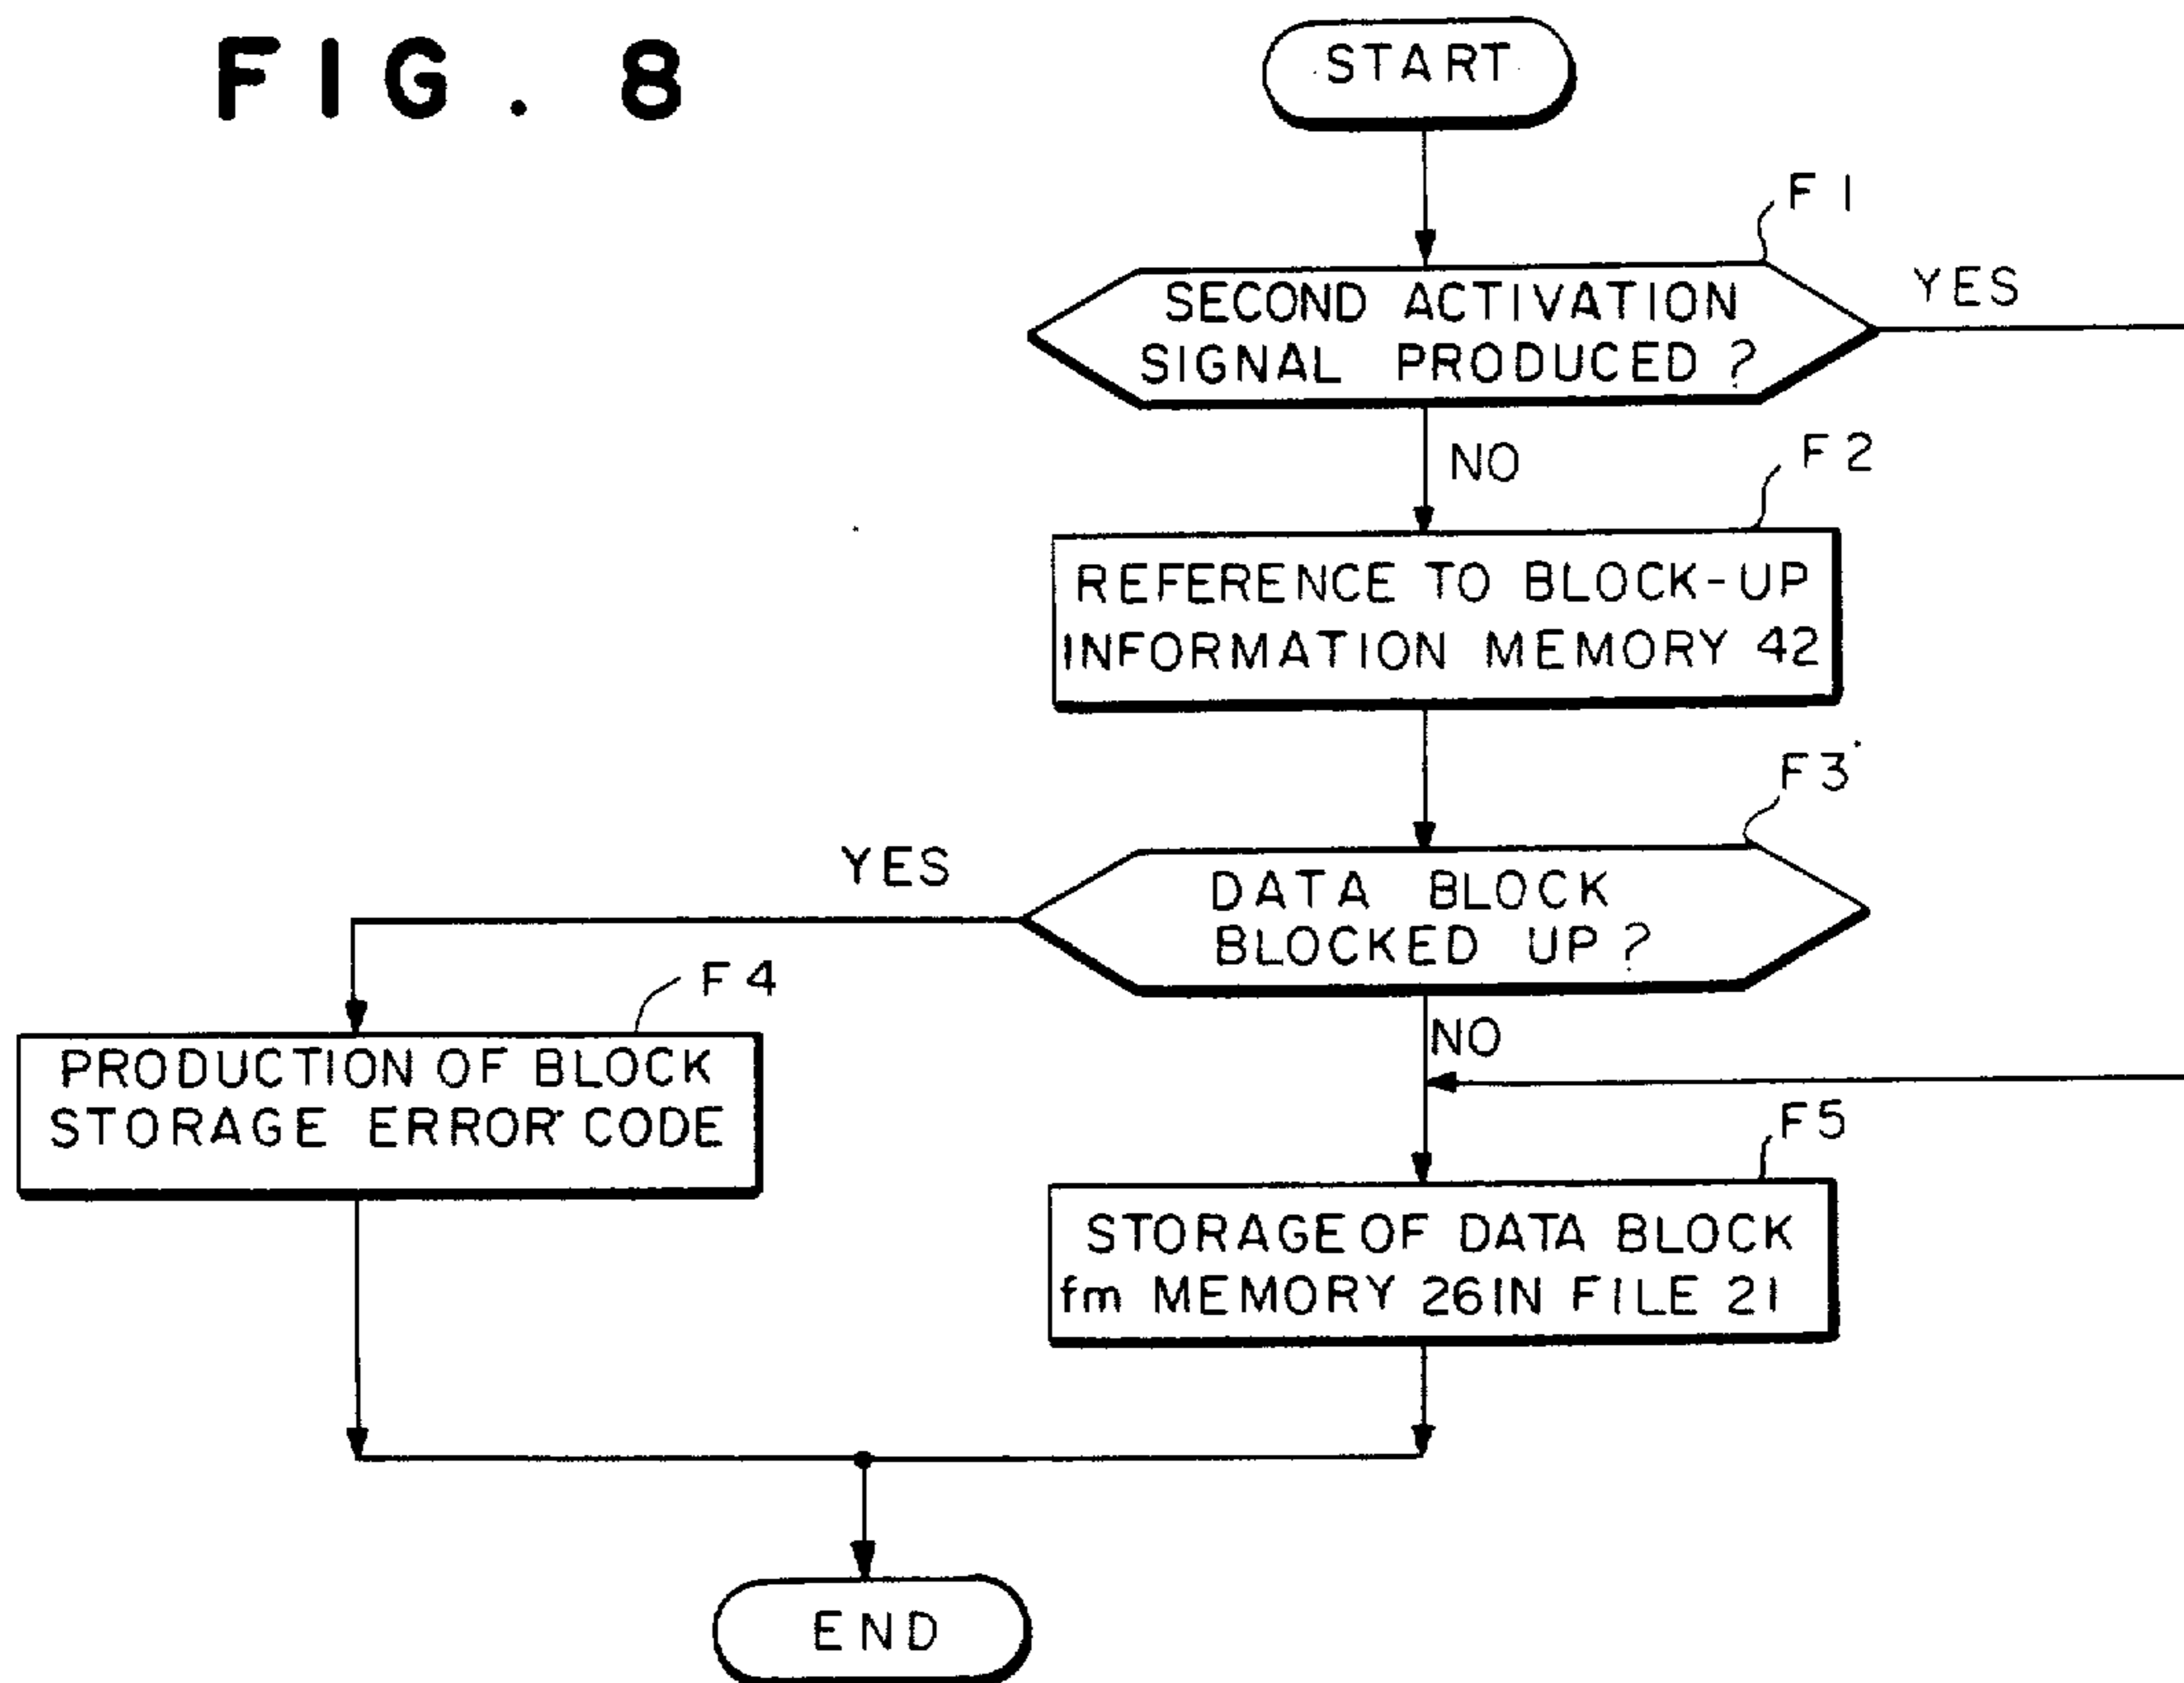 FIG. 8
START
F1
SECOND ACTIVATION
SIGNAL PRODUCED ?
YES
NO
F2
REFERENCE TO BLOCK-UP
INFORMATION MEMORY 42
F3
YES
DATA BLOCK
BLOCKED UP ?
NO
F4
PRODUCTION OF BLOCK
STORAGE ERROR CODE
F5
STORAGE OF DATA BLOCK
fm MEMORY 26 IN FILE 21
END